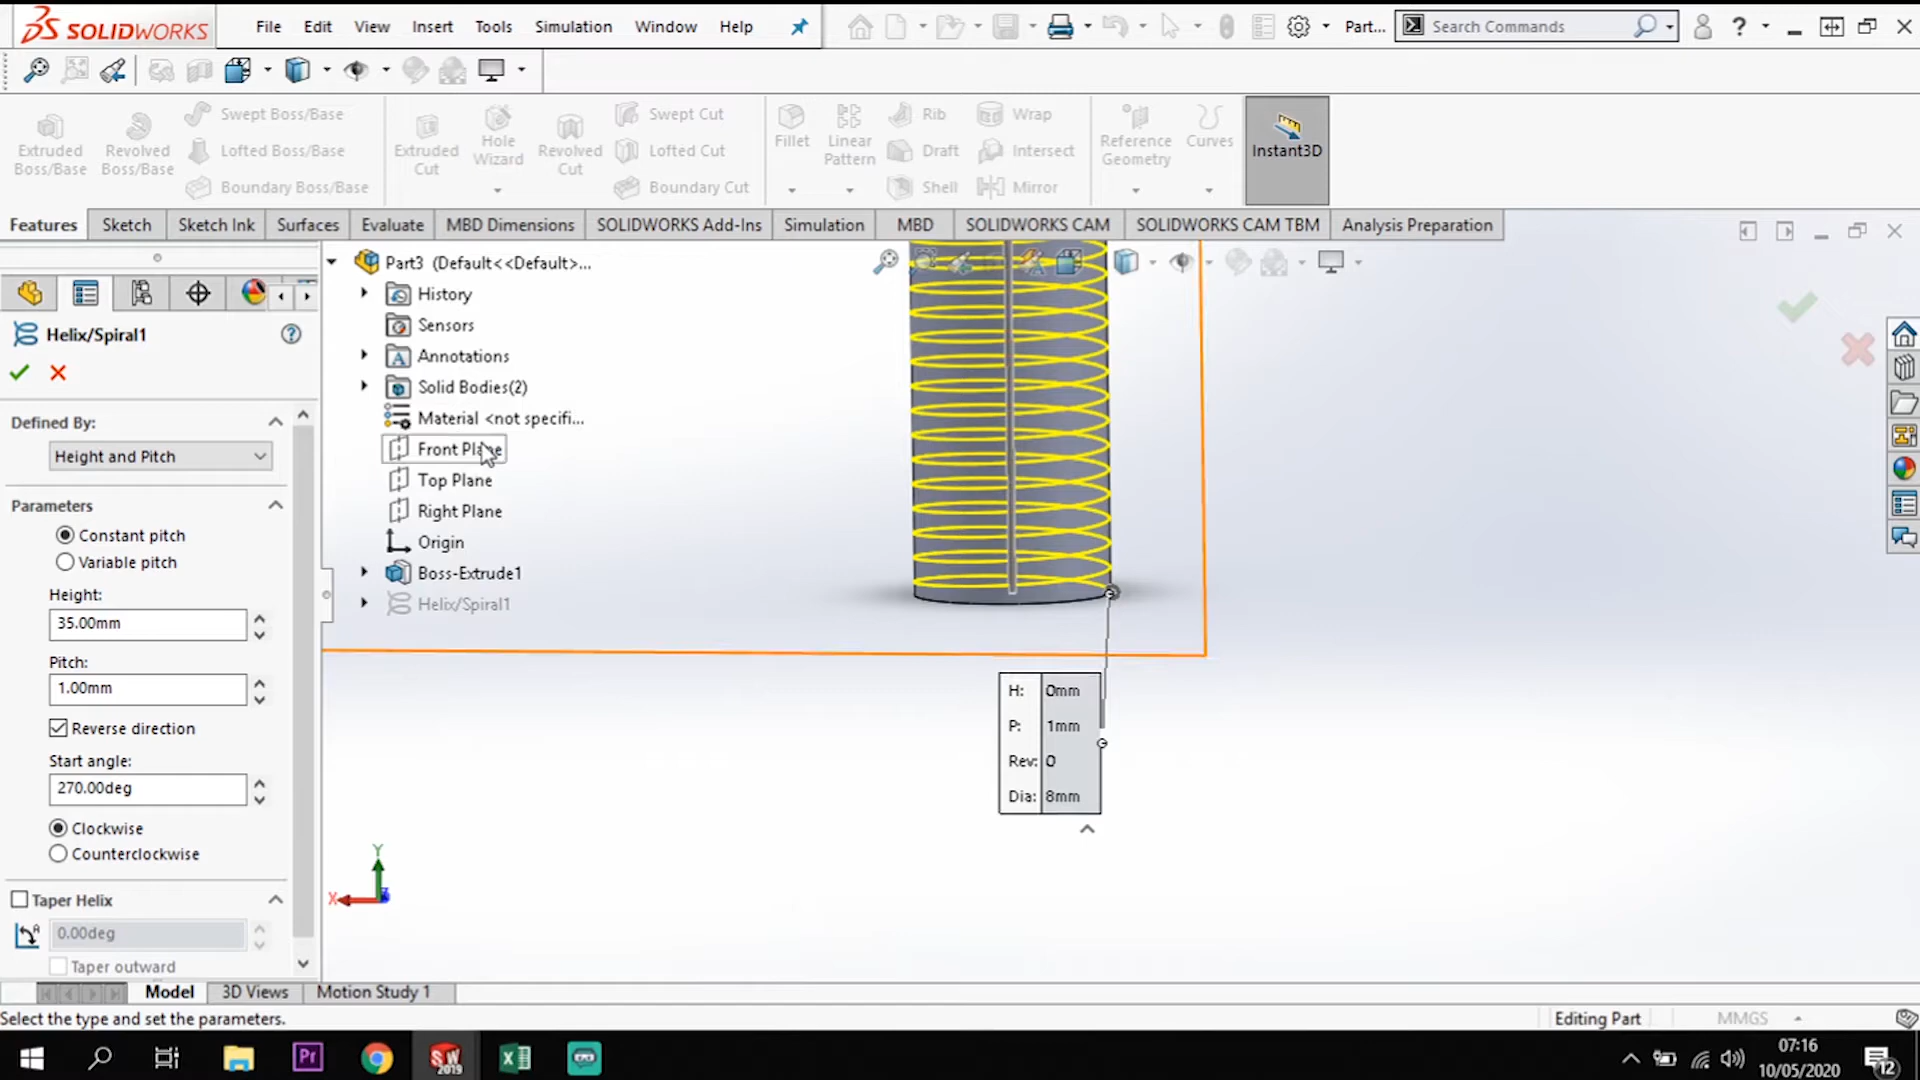 SOLIDWORKS File Edit View Insert Tools Simulation Window Help Part... Search Commands ?
Extruded Boss/Base
Revolved Boss/Base
Swept Boss/Base
Lofted Boss/Base
Boundary Boss/Base
Extruded Cut
Hole Wizard
Revolved Cut
Swept Cut
Lofted Cut
Boundary Cut
Fillet
Linear Pattern
Rib
Draft
Shell
Wrap
Intersect
Mirror
Reference Geometry
Curves
Instant3D
Features Sketch Sketch Ink Surfaces Evaluate MBD Dimensions SOLIDWORKS Add-Ins Simulation MBD SOLIDWORKS CAM SOLIDWORKS CAM TBM Analysis Preparation
Helix/Spiral1
Defined By:
Height and Pitch
Parameters
Constant pitch
Variable pitch
Height:
35.00mm
Pitch:
1.00mm
Reverse direction
Start angle:
270.00deg
Clockwise
Counterclockwise
Taper Helix
0.00deg
Taper outward
Part3 (Default<<Default>...
History
Sensors
Annotations
Solid Bodies(2)
Material <not specifi...
Front Plane
Top Plane
Right Plane
Origin
Boss-Extrude1
Helix/Spiral1
H: 0mm
P: 1mm
Rev: 0
Dia: 8mm
Y
X
Model 3D Views Motion Study 1
Select the type and set the parameters. Editing Part MMGS
Pr
SW 2019
07:16
10/05/2020
12